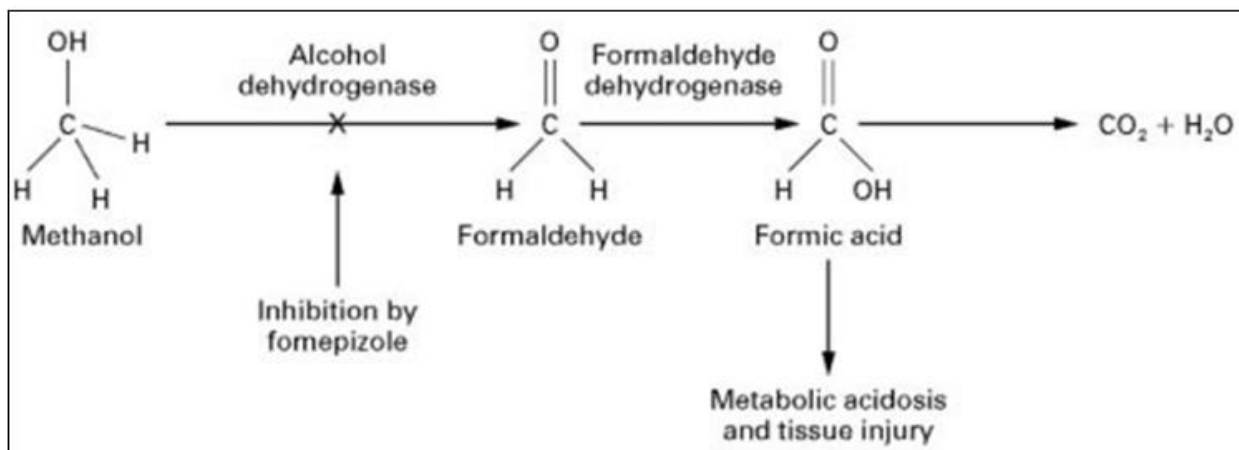 OH
C
H
H
H
Methanol
Alcohol
dehydrogenase
X
Inhibition by
fomepizole
O
C
H
H
Formaldehyde
Formaldehyde
dehydrogenase
O
C
H
OH
Formic acid
Metabolic acidosis
and tissue injury
CO₂ + H₂O